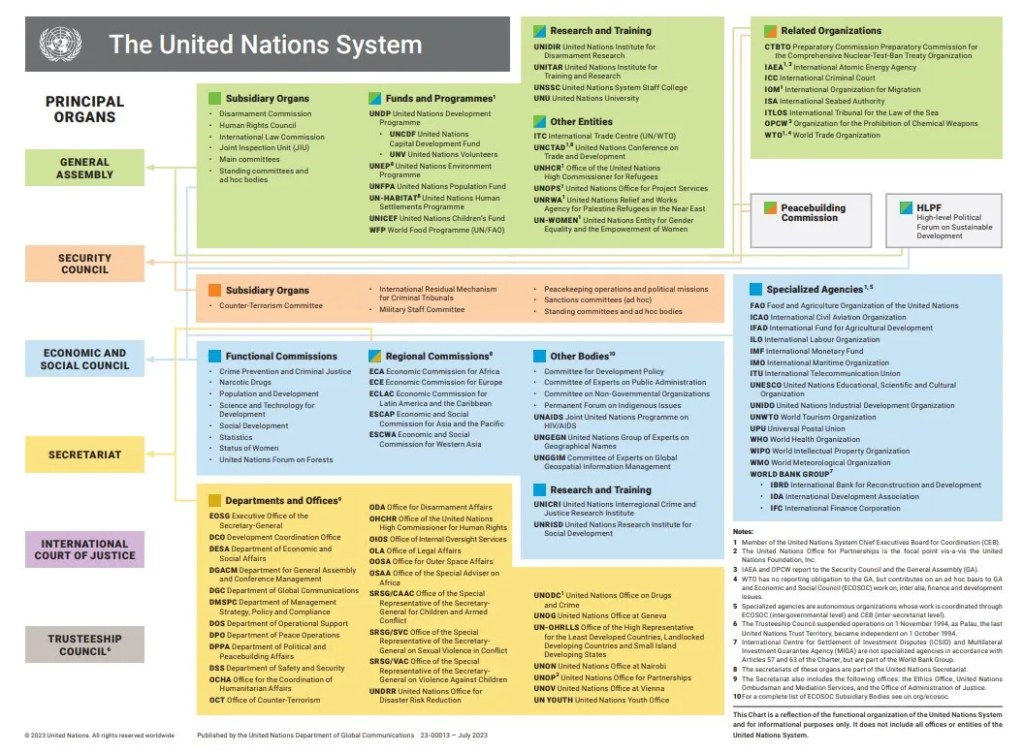 The United Nations System
PRINCIPAL
ORGANS
GENERAL
ASSEMBLY
SECURITY
COUNCIL
ECONOMIC AND
SOCIAL COUNCIL
SECRETARIAT
INTERNATIONAL
COURT OF JUSTICE
TRUSTEESHIP
COUNCIL6
Subsidiary Organs
• Disarmament Commission
• Human Rights Council
• International Law Commission
• Joint Inspection Unit (JIU)
• Main committees
• Standing committees and
ad hoc bodies
Funds and Programmes1
UNDP United Nations Development
Programme
• UNCDF United Nations
Capital Development Fund
• UNV United Nations Volunteers
UNEP8 United Nations Environment
Programme
UNFPA United Nations Population Fund
UN-HABITAT8 United Nations Human
Settlements Programme
UNICEF United Nations Children's Fund
WFP World Food Programme (UN/FAO)
Research and Training
UNIDIR United Nations Institute for
Disarmament Research
UNITAR United Nations Institute for
Training and Research
UNSSC United Nations System Staff College
UNU United Nations University
Other Entities
ITC International Trade Centre (UN/WTO)
UNCTAD1,8 United Nations Conference on
Trade and Development
UNHCR1 Office of the United Nations
High Commissioner for Refugees
UNOPS1 United Nations Office for Project Services
UNRWA1 United Nations Relief and Works
Agency for Palestine Refugees in the Near East
UN-WOMEN1 United Nations Entity for Gender
Equality and the Empowerment of Women
Related Organizations
CTBTO Preparatory Commission Preparatory Commission for
the Comprehensive Nuclear-Test-Ban Treaty Organization
IAEA1, 3 International Atomic Energy Agency
ICC International Criminal Court
IOM1 International Organization for Migration
ISA International Seabed Authority
ITLOS International Tribunal for the Law of the Sea
OPCW3 Organization for the Prohibition of Chemical Weapons
WTO1, 4 World Trade Organization
Peacebuilding
Commission
HLPF
High-level Political
Forum on Sustainable
Development
Subsidiary Organs
• Counter-Terrorism Committee
• International Residual Mechanism
for Criminal Tribunals
• Military Staff Committee
• Peacekeeping operations and political missions
• Sanctions committees (ad hoc)
• Standing committees and ad hoc bodies
Functional Commissions
• Crime Prevention and Criminal Justice
• Narcotic Drugs
• Population and Development
• Science and Technology for
Development
• Social Development
• Statistics
• Status of Women
• United Nations Forum on Forests
Regional Commissions8
ECA Economic Commission for Africa
ECE Economic Commission for Europe
ECLAC Economic Commission for
Latin America and the Caribbean
ESCAP Economic and Social
Commission for Asia and the Pacific
ESCWA Economic and Social
Commission for Western Asia
Other Bodies10
• Committee for Development Policy
• Committee of Experts on Public Administration
• Committee on Non-Governmental Organizations
• Permanent Forum on Indigenous Issues
UNAIDS Joint United Nations Programme on
HIV/AIDS
UNGEGN United Nations Group of Experts on
Geographical Names
UNGGIM Committee of Experts on Global
Geospatial Information Management
Research and Training
UNICRI United Nations Interregional Crime and
Justice Research Institute
UNRISD United Nations Research Institute for Social
Development
Specialized Agencies1, 5
FAO Food and Agriculture Organization of the United Nations
ICAO International Civil Aviation Organization
IFAD International Fund for Agricultural Development
ILO International Labour Organization
IMF International Monetary Fund
IMO International Maritime Organization
ITU International Telecommunication Union
UNESCO United Nations Educational, Scientific and Cultural
Organization
UNIDO United Nations Industrial Development Organization
UNWTO World Tourism Organization
UPU Universal Postal Union
WHO World Health Organization
WIPO World Intellectual Property Organization
WMO World Meteorological Organization
WORLD BANK GROUP7
• IBRD International Bank for Reconstruction and Development
• IDA International Development Association
• IFC International Finance Corporation
Departments and Offices9
EOSG Executive Office of the
Secretary-General
DCO Development Coordination Office
DESA Department of Economic and
Social Affairs
DGACM Department for General Assembly
and Conference Management
DGC Department of Global Communications
DMSPC Department of Management
Strategy, Policy and Compliance
DOS Department of Operational Support
DPO Department of Peace Operations
DPPA Department of Political and
Peacebuilding Affairs
DSS Department of Safety and Security
OCHA Office for the Coordination of
Humanitarian Affairs
OCT Office of Counter-Terrorism
ODA Office for Disarmament Affairs
OHCHR Office of the United Nations
High Commissioner for Human Rights
OIOS Office of Internal Oversight Services
OLA Office of Legal Affairs
OOSA Office for Outer Space Affairs
OSAA Office of the Special Adviser on
Africa
SRSG/CAAC Office of the Special
Representative of the Secretary-
General for Children and Armed
Conflict
SRSG/SVC Office of the Special
Representative of the Secretary-
General on Sexual Violence in Conflict
SRSG/VAC Office of the Special
Representative of the Secretary-
General on Violence Against Children
UNDRR United Nations Office for
Disaster Risk Reduction
UNODC1 United Nations Office on Drugs
and Crime
UNOG United Nations Office at Geneva
UN-OHRLLS Office of the High Representative
for the Least Developed Countries, Landlocked
Developing Countries and Small Island
Developing States
UNON United Nations Office at Nairobi
UNOP2 United Nations Office for Partnerships
UNOV United Nations Office at Vienna
UN YOUTH United Nations Youth Office
Notes:
1 Member of the United Nations System Chief Executives Board for Coordination (CEB).
2 The United Nations Office for Partnerships is the focal point vis-a-vis the United
Nations Foundation, Inc.
3 IAEA and OPCW report to the Security Council and the General Assembly (GA).
4 WTO has no reporting obligation to the GA, but contributes on an ad hoc basis to GA
and Economic and Social Council (ECOSOC) work on, inter alia, finance and development
issues.
5 Specialized agencies are autonomous organizations whose work is coordinated through
ECOSOC (intergovernmental level) and CEB (inter-secretariat level).
6 The Trusteeship Council suspended operations on 1 November 1994, as Palau, the last
United Nations Trust Territory, became independent on 1 October 1994.
7 International Centre for Settlement of Investment Disputes (ICSID) and Multilateral
Investment Guarantee Agency (MIGA) are not specialized agencies in accordance with
Articles 57 and 63 of the Charter, but are part of the World Bank Group.
8 The secretariats of these organs are part of the United Nations Secretariat.
9 The Secretariat also includes the following offices: the Ethics Office, United Nations
Ombudsman and Mediation Services, and the Office of Administration of Justice.
10 For a complete list of ECOSOC Subsidiary Bodies see un.org/ecosoc.
This Chart is a reflection of the functional organization of the United Nations System
and for informational purposes only. It does not include all offices or entities of the
United Nations System.
© 2023 United Nations. All rights reserved worldwide
Published by the United Nations Department of Global Communications 23-00013 — July 2023